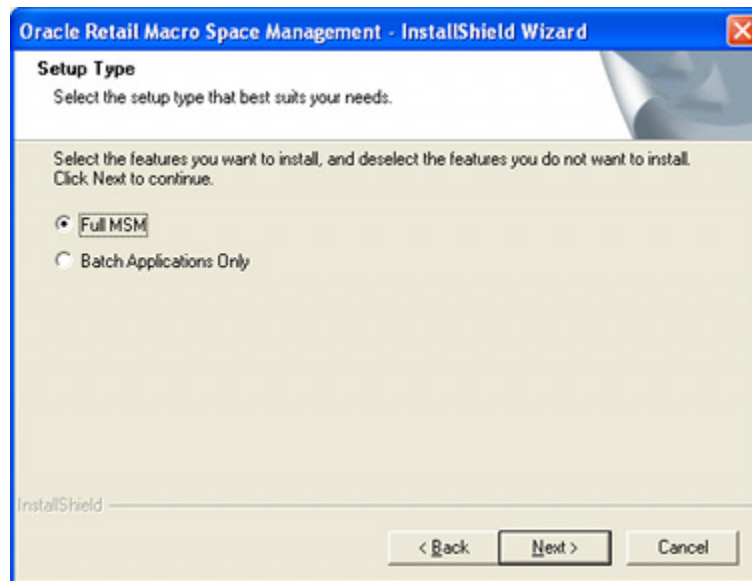 Oracle Retail Macro Space Management - InstallShield Wizard
Setup Type
Select the setup type that best suits your needs.
Select the features you want to install, and deselect the features you do not want to install.
Click Next to continue.
Full MSM
Batch Applications Only
InstallShield
< Back Next > Cancel